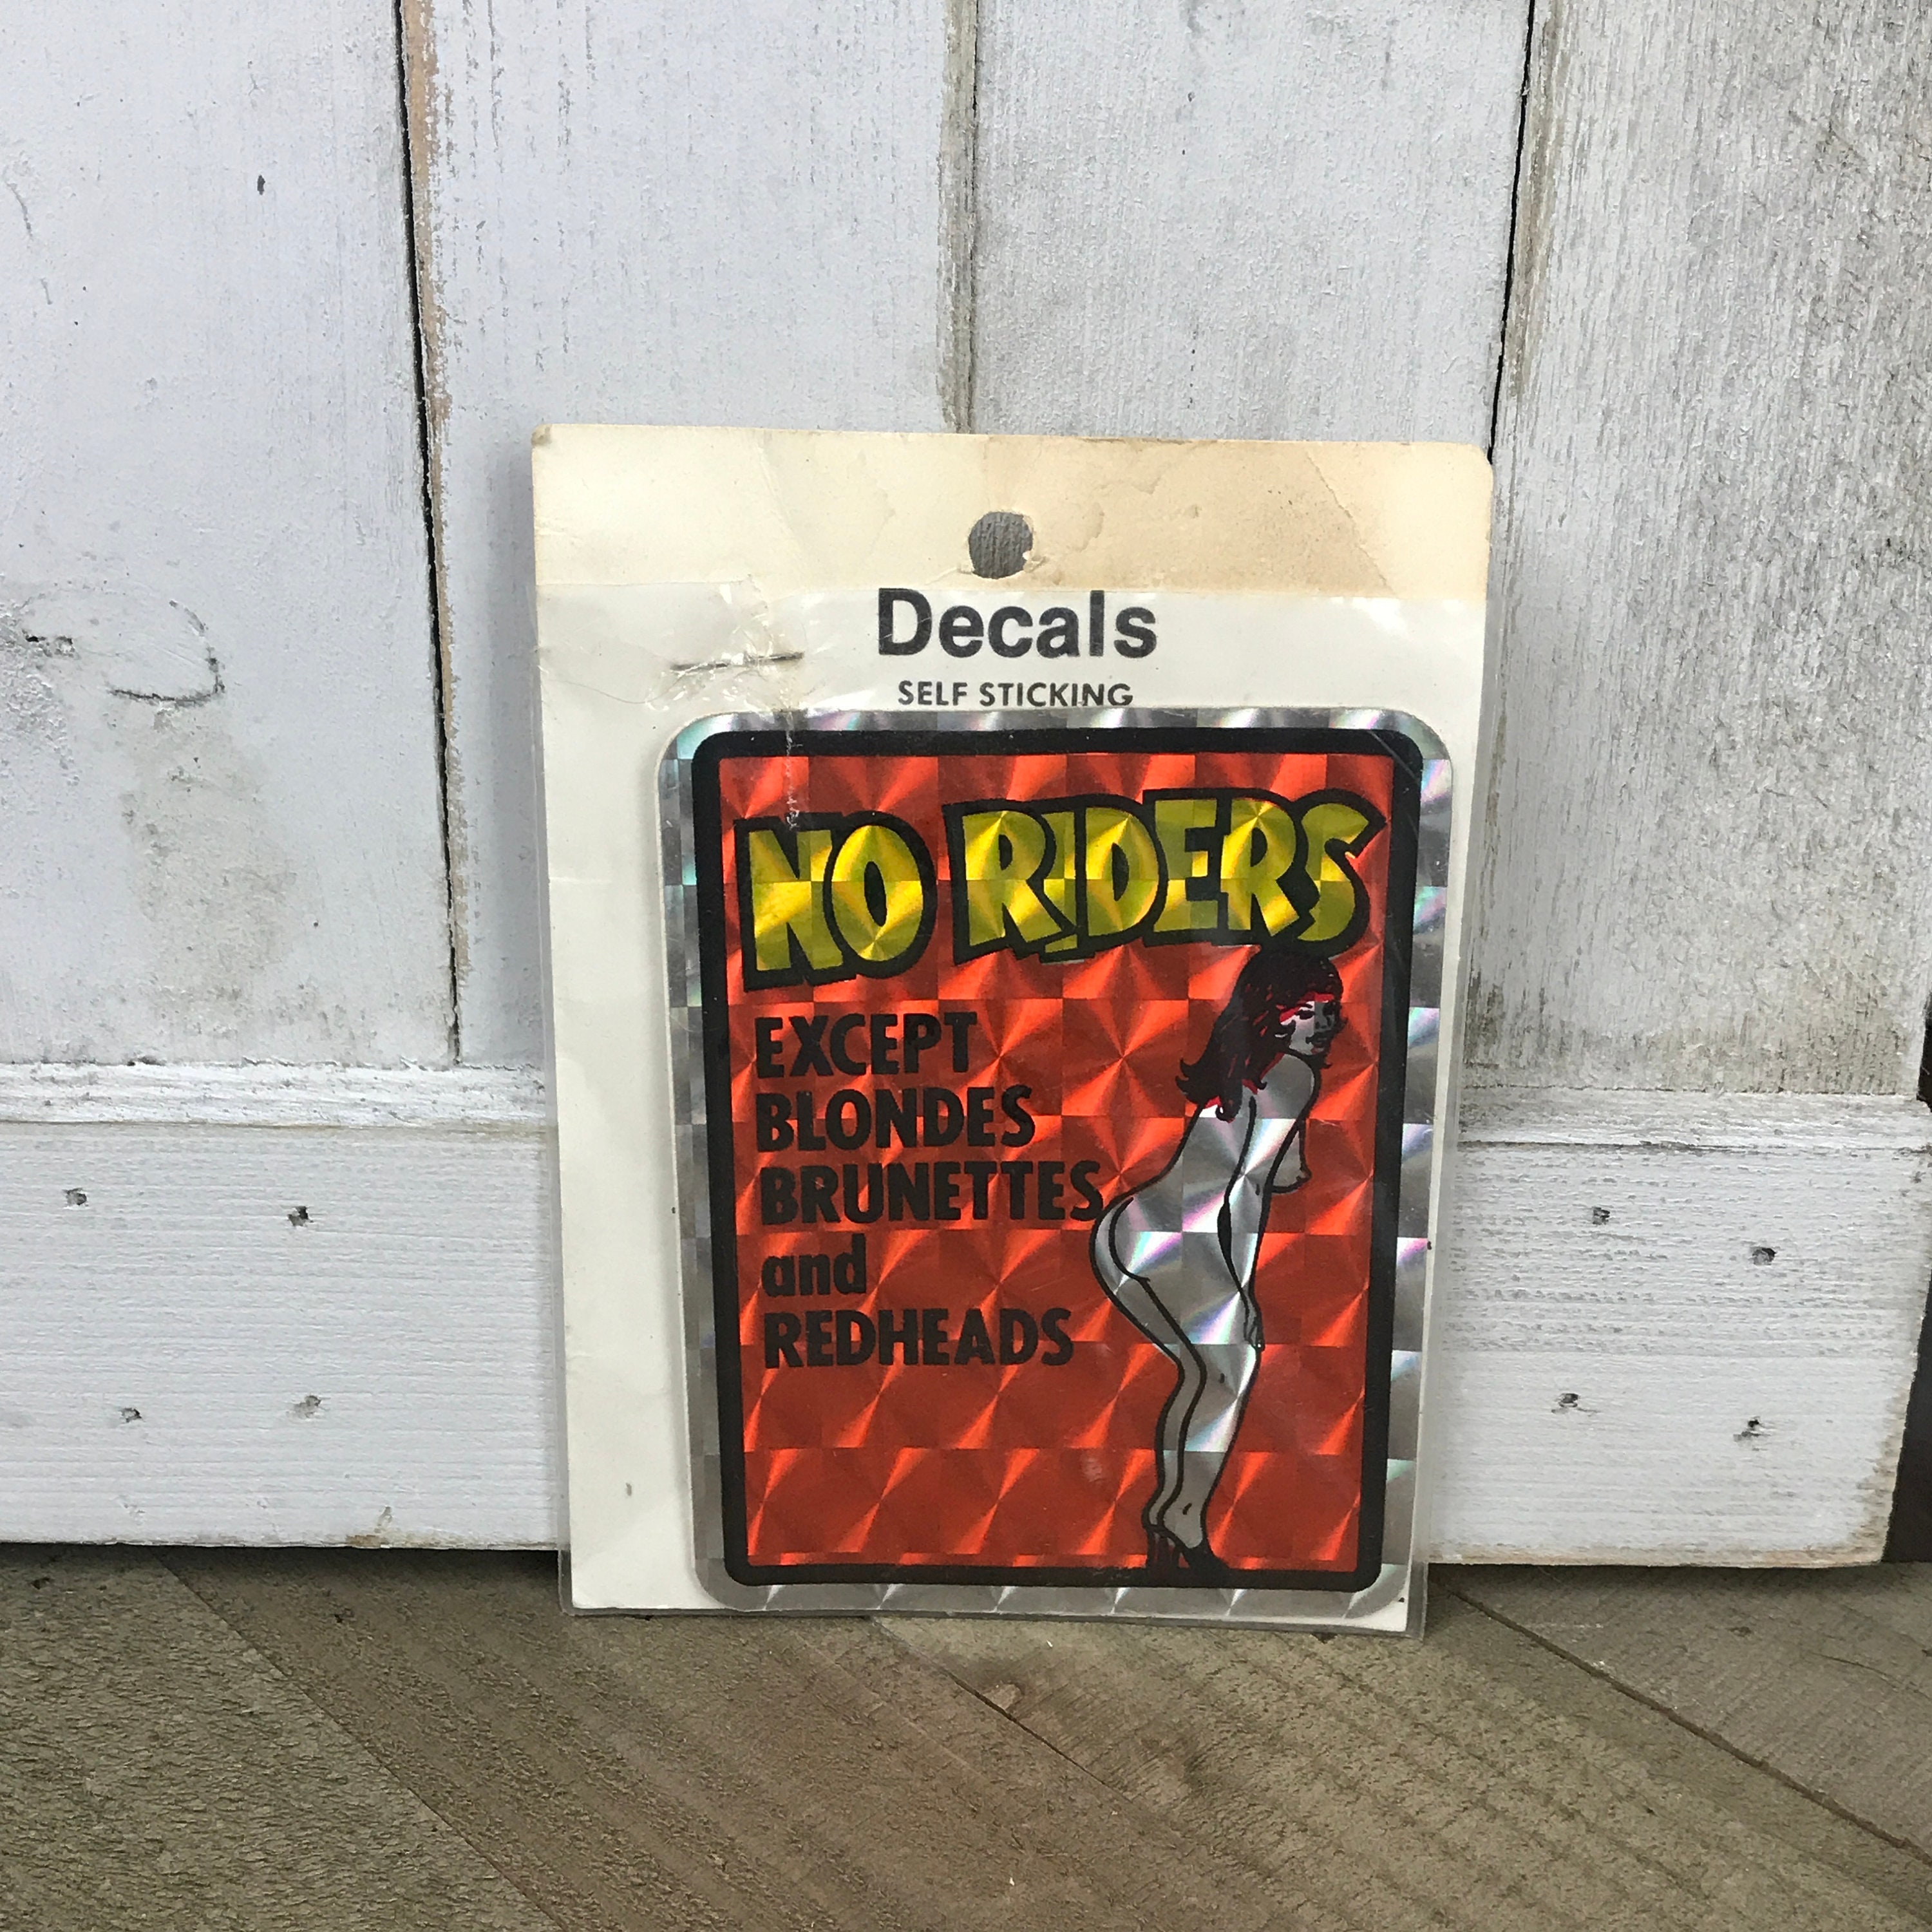 Decals
SELF STICKING
NO RIDERS
EXCEPT
BLONDES
BRUNETTES
and
REDHEADS